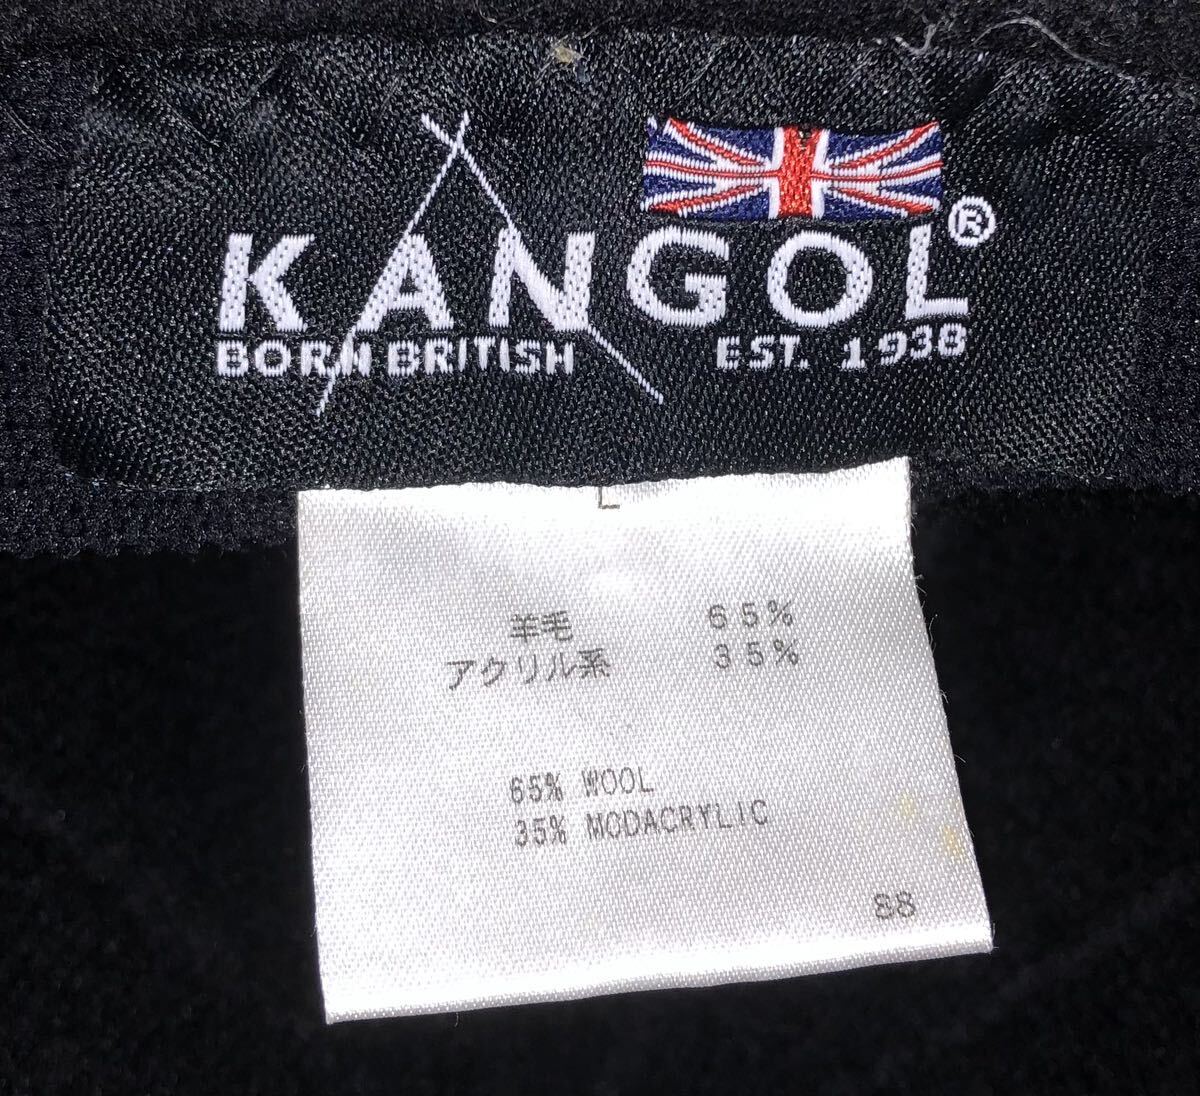 KANGOL®
BORN BRITISH EST. 1938
L
羊毛 65%
アクリル系 35%
65% WOOL
35% MODACRYLIC
88